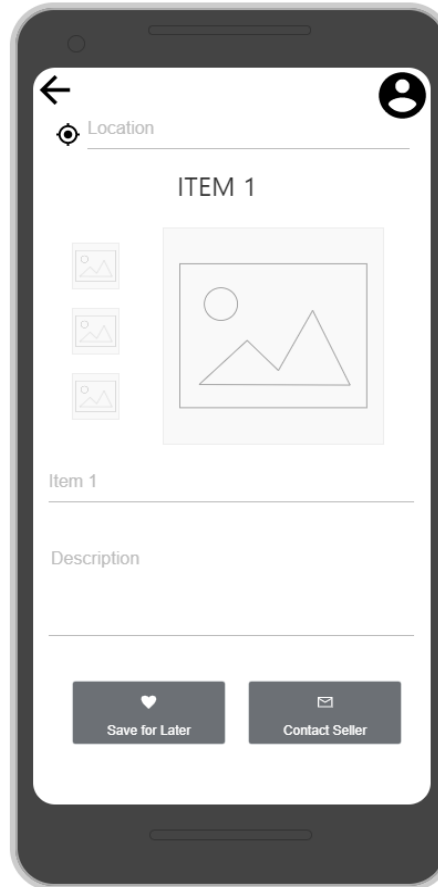 Location
ITEM 1
Item 1
Description
Save for Later
Contact Seller